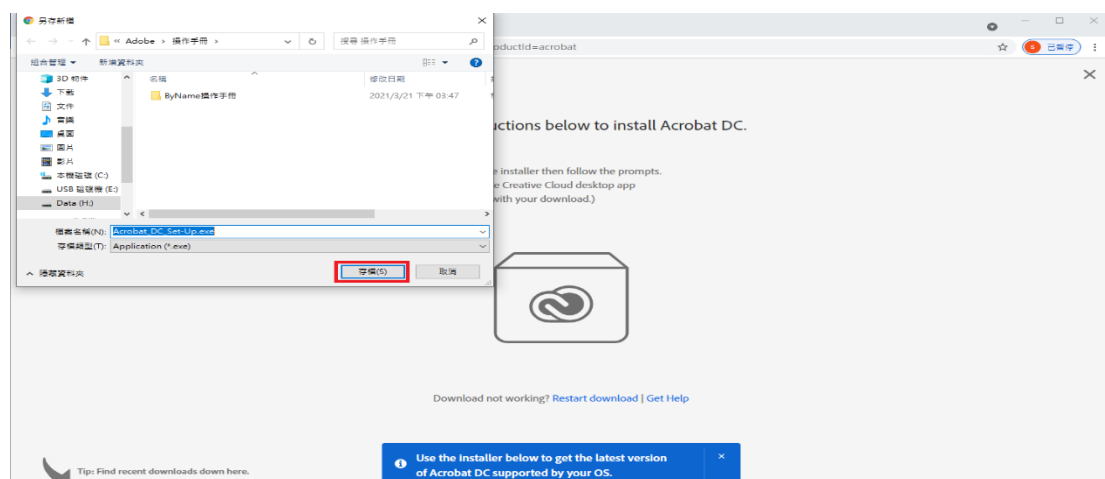 另存新檔
« Adobe › 操作手冊 ›
搜尋 操作手冊
組合管理 新增資料夾
名稱 修改日期
3D 物件
下載
文件
音樂
桌面
圖片
影片
本機磁碟 (C:)
USB 磁碟機 (E:)
Data (H:)
ByName操作手冊 2021/3/21 下午 03:47
檔案名稱(N): Acrobat_DC_Set-Up.exe
存檔類型(T): Application (*.exe)
隱藏資料夾
存檔(S) 取消
oductId=acrobat
已暫停
uctions below to install Acrobat DC.
e installer then follow the prompts.
e Creative Cloud desktop app
with your download.)
Download not working? Restart download | Get Help
Tip: Find recent downloads down here.
Use the installer below to get the latest version
of Acrobat DC supported by your OS.